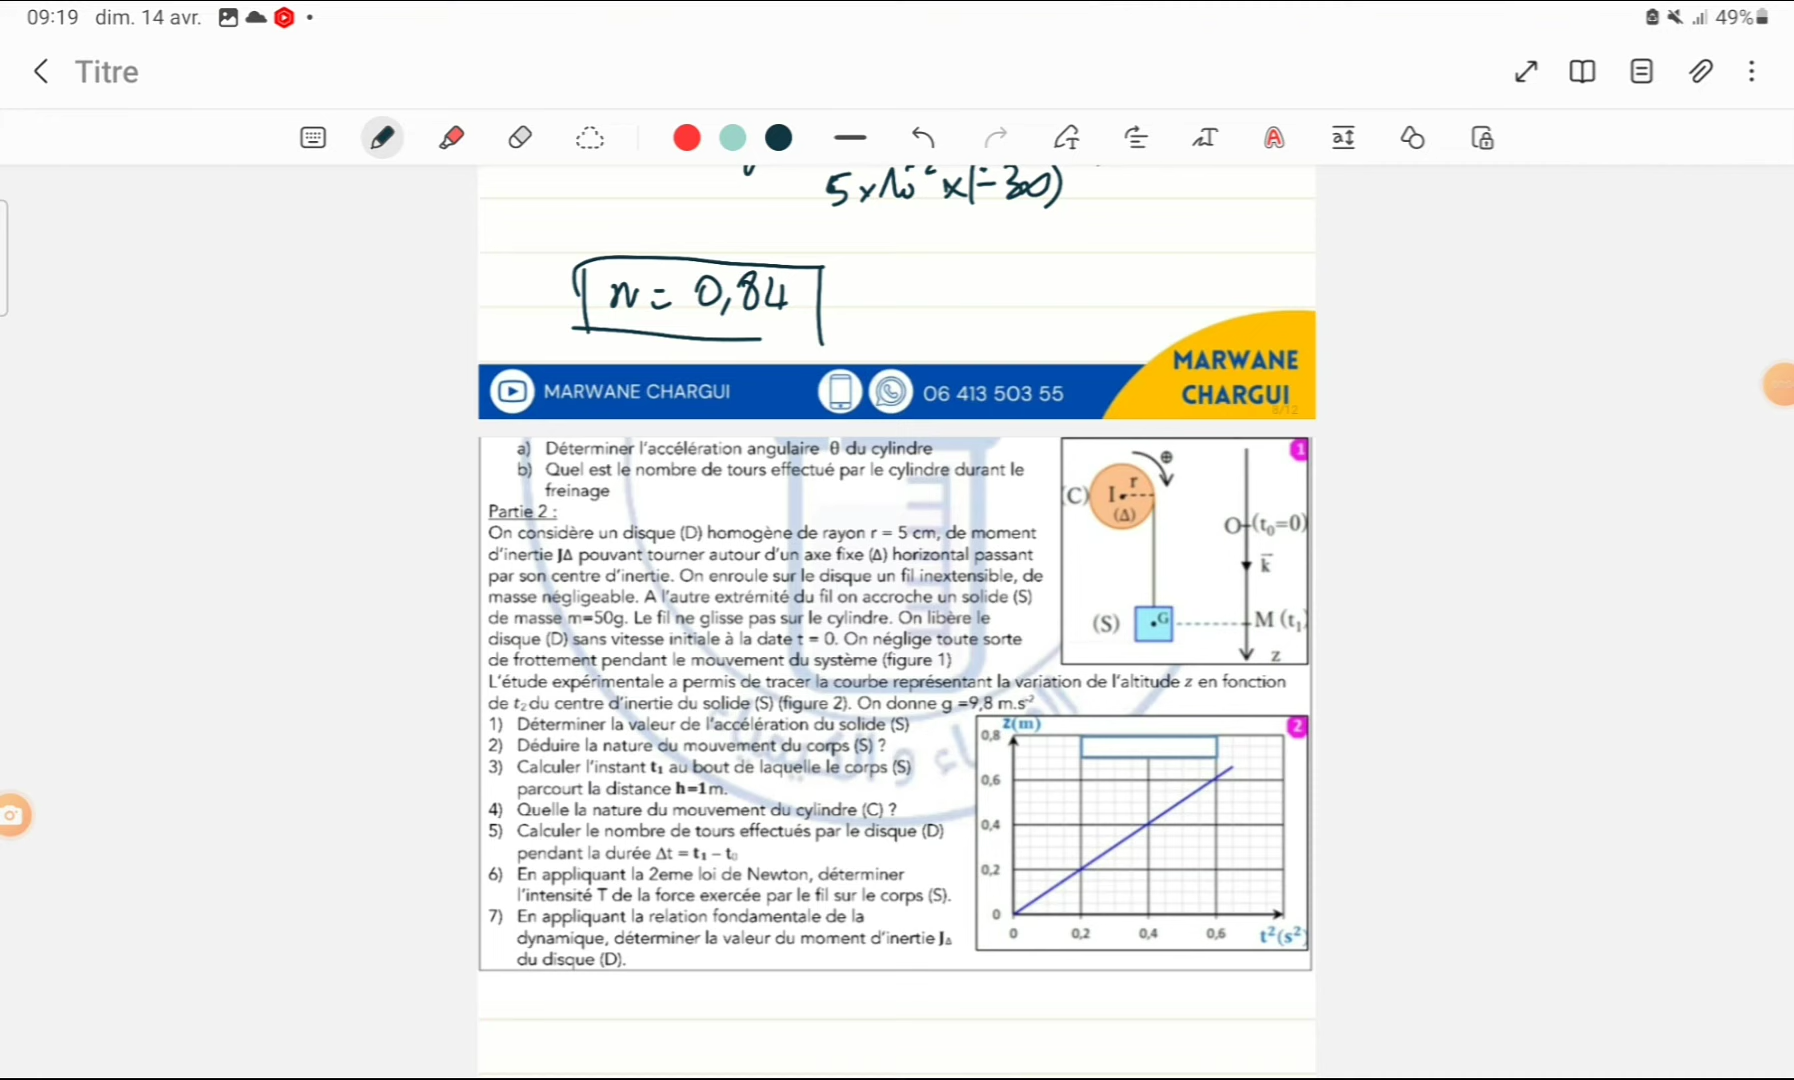 09:19 dim. 14 avr.
49%
Titre
5 x 10⁻² x (-300)
n = 0,84
MARWANE CHARGUI
06 413 503 55
MARWANE
CHARGUI
8/12
a) Déterminer l'accélération angulaire θ du cylindre
b) Quel est le nombre de tours effectué par le cylindre durant le
freinage
Partie 2 :
On considère un disque (D) homogène de rayon r = 5 cm, de moment
d'inertie JΔ pouvant tourner autour d'un axe fixe (Δ) horizontal passant
par son centre d'inertie. On enroule sur le disque un fil inextensible, de
masse négligeable. A l'autre extrémité du fil on accroche un solide (S)
de masse m=50g. Le fil ne glisse pas sur le cylindre. On libère le
disque (D) sans vitesse initiale à la date t = 0. On néglige toute sorte
de frottement pendant le mouvement du système (figure 1)
L'étude expérimentale a permis de tracer la courbe représentant la variation de l'altitude z en fonction
de t₂ du centre d'inertie du solide (S) (figure 2). On donne g =9,8 m.s⁻²
1) Déterminer la valeur de l'accélération du solide (S)
2) Déduire la nature du mouvement du corps (S) ?
3) Calculer l'instant t₁ au bout de laquelle le corps (S)
parcourt la distance h=1m.
4) Quelle la nature du mouvement du cylindre (C) ?
5) Calculer le nombre de tours effectués par le disque (D)
pendant la durée Δt = t₁ – t₀
6) En appliquant la 2eme loi de Newton, déterminer
l'intensité T de la force exercée par le fil sur le corps (S).
7) En appliquant la relation fondamentale de la
dynamique, déterminer la valeur du moment d'inertie JΔ
du disque (D).
1
⊕
(C) I r
(Δ)
O (t₀=0)
k
(S) G M (t₁)
z
2
z(m)
0,8
0,6
0,4
0,2
0
0 0,2 0,4 0,6 t²(s²)